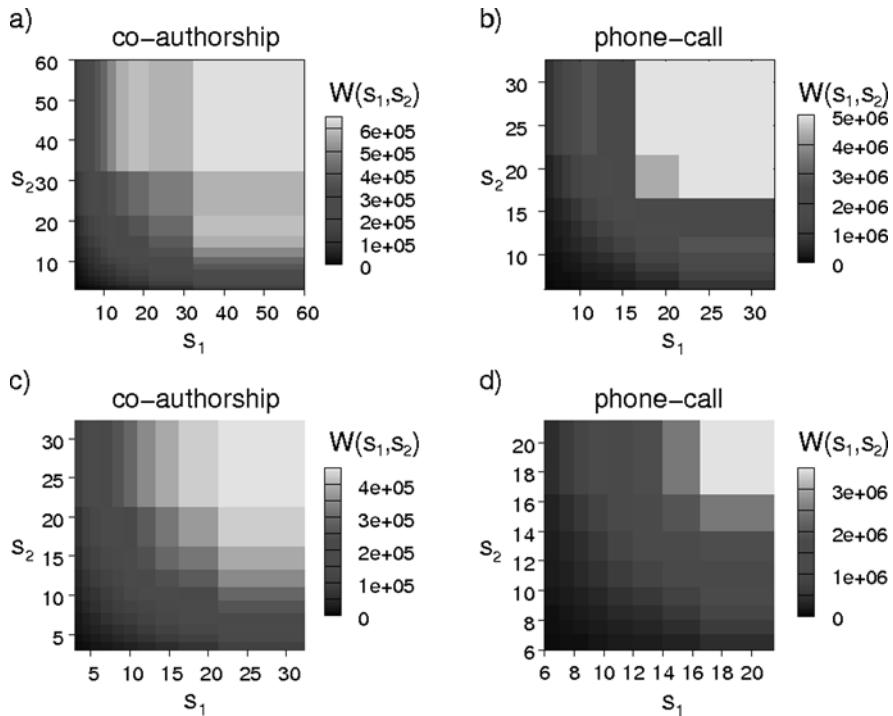 a)
co-authorship
60
50
40
S2 30
20
10
10 20 30 40 50 60
S1
W(s1,s2)
6e+05
5e+05
4e+05
3e+05
2e+05
1e+05
0
b)
phone-call
30
25
S2 20
15
10
10 15 20 25 30
S1
W(s1,s2)
5e+06
4e+06
3e+06
2e+06
1e+06
0
c)
co-authorship
30
25
20
S2 15
10
5
5 10 15 20 25 30
S1
W(s1,s2)
4e+05
3e+05
2e+05
1e+05
0
d)
phone-call
20
18
16
14
S2 12
10
8
6
6 8 10 12 14 16 18 20
S1
W(s1,s2)
3e+06
2e+06
1e+06
0